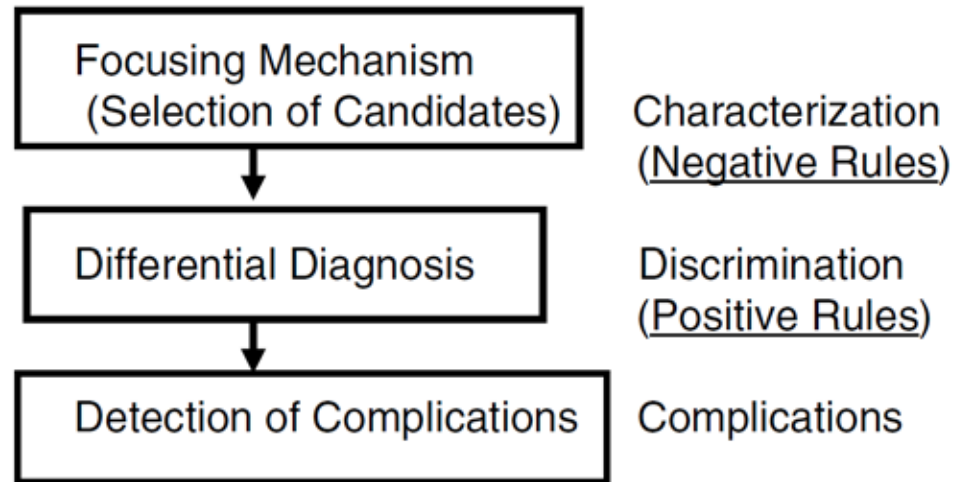 Focusing Mechanism
(Selection of Candidates)
Characterization
(Negative Rules)
Differential Diagnosis
Discrimination
(Positive Rules)
Detection of Complications
Complications